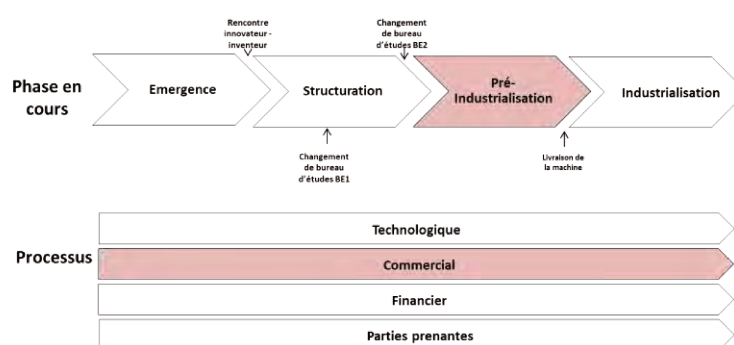 Rencontre
innovateur -
inventeur
Changement
de bureau
d'études BE2
Phase en
cours
Emergence
Structuration
Pré-
Industrialisation
Industrialisation
Changement
de bureau
d'études BE1
Livraison de
la machine
Processus
Technologique
Commercial
Financier
Parties prenantes